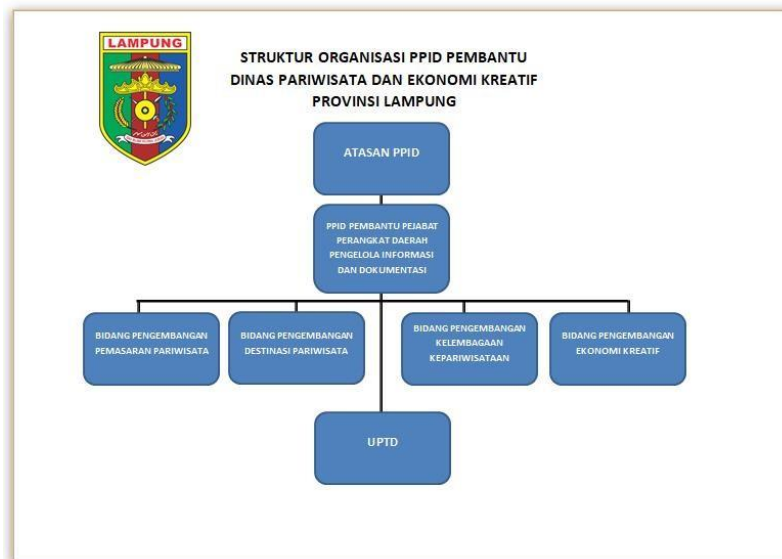 LAMPUNG
STRUKTUR ORGANISASI PPID PEMBANTU
DINAS PARIWISATA DAN EKONOMI KREATIF
PROVINSI LAMPUNG
ATASAN PPID
PPID PEMBANTU PEJABAT
PERANGKAT DAERAH
PENGELOLA INFORMASI
DAN DOKUMENTASI
BIDANG PENGEMBANGAN
PEMASARAN PARIWISATA
BIDANG PENGEMBANGAN
DESTINASI PARIWISATA
BIDANG PENGEMBANGAN
KELEMBAGAAN
KEPARIWISATAAN
BIDANG PENGEMBANGAN
EKONOMI KREATIF
UPTD